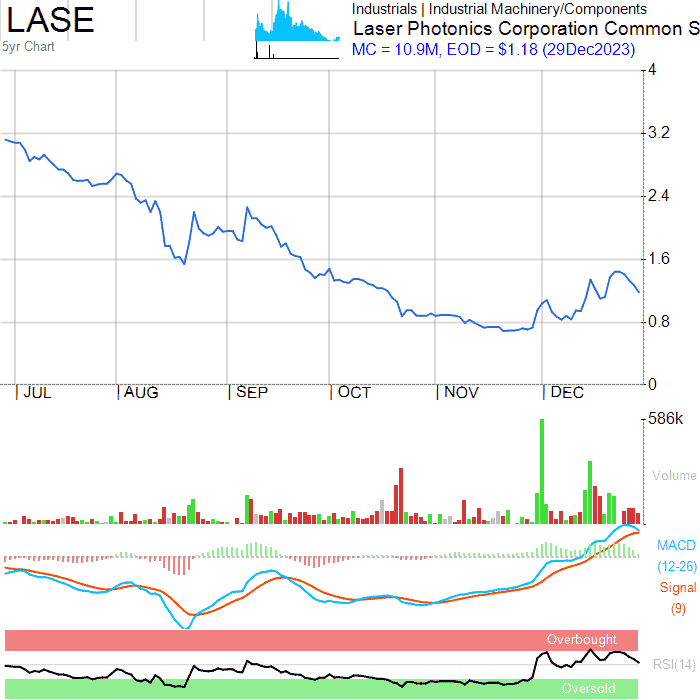 LASE
5yr Chart
Industrials | Industrial Machinery/Components
Laser Photonics Corporation Common S
MC = 10.9M, EOD = $1.18 (29Dec2023)
4
3.2
2.4
1.6
0.8
0
JUL AUG SEP OCT NOV DEC
586k
Volume
MACD
(12-26)
Signal
(9)
Overbought
RSI(14)
Oversold